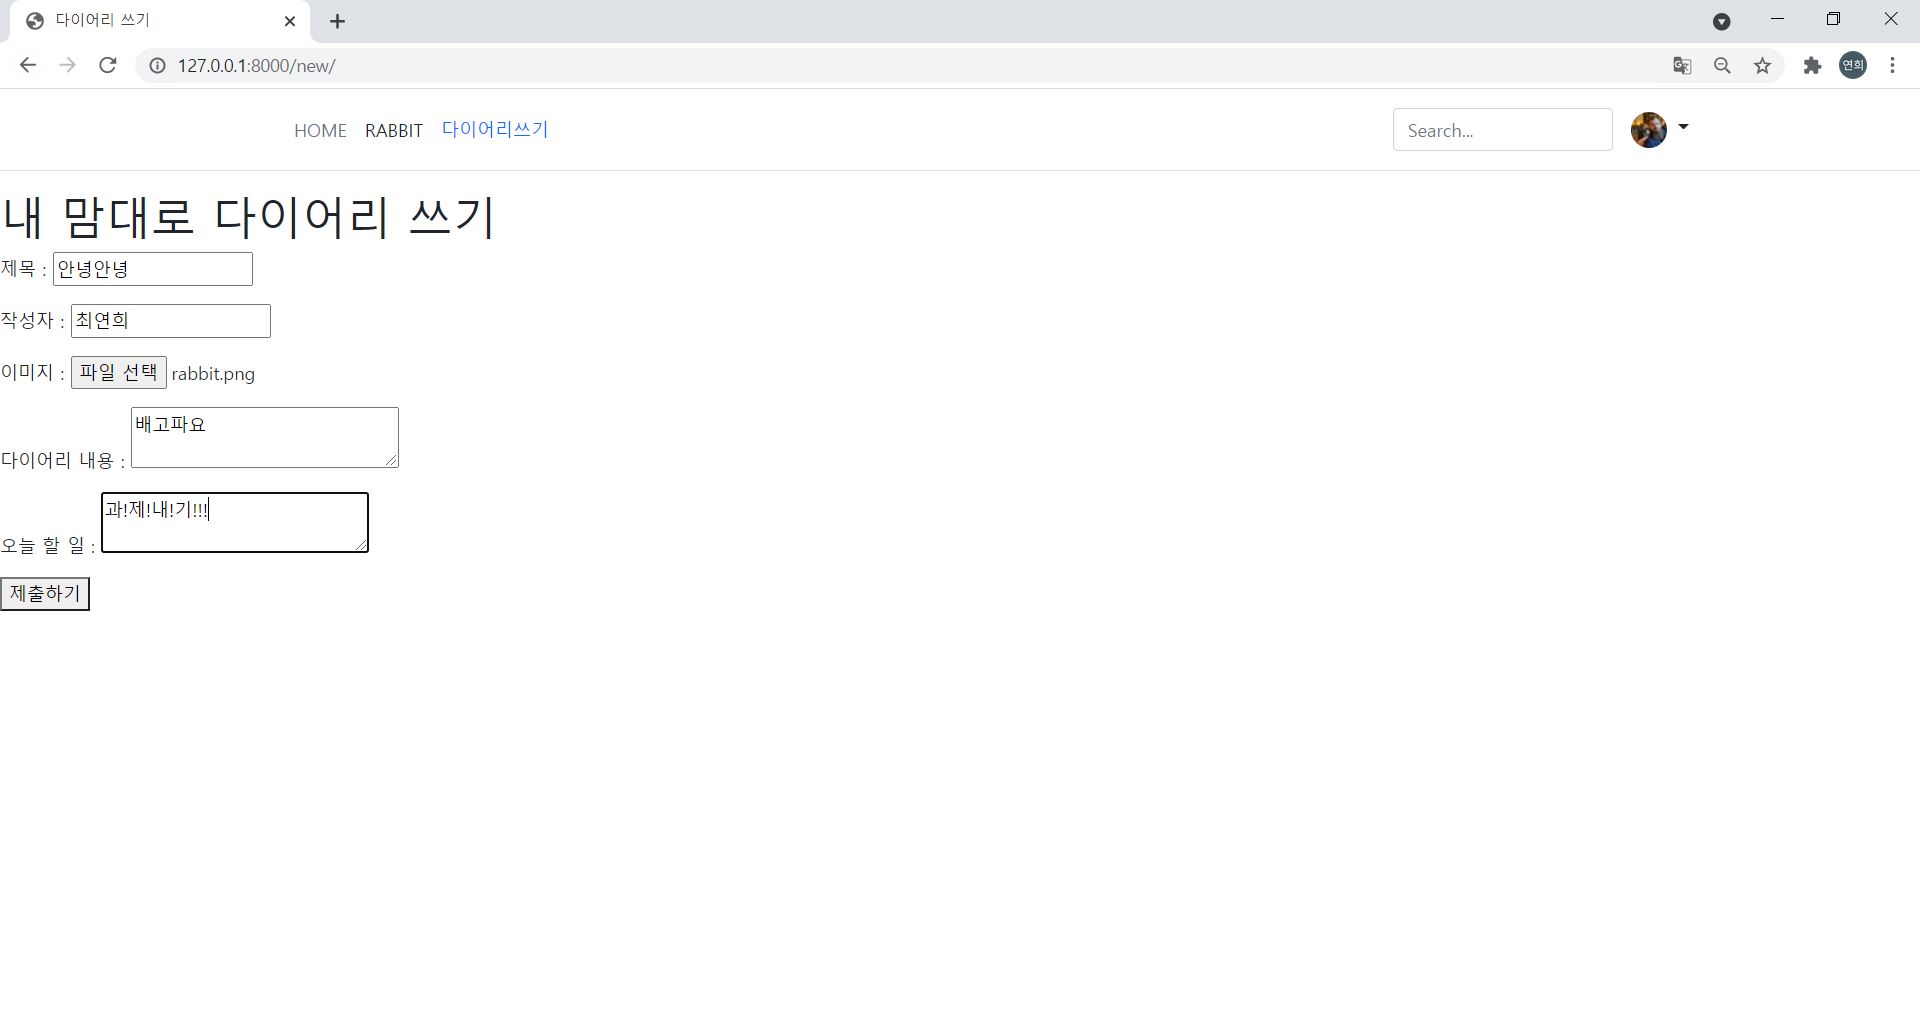 다이어리 쓰기
127.0.0.1:8000/new/
연희
HOME RABBIT 다이어리쓰기 Search...
내 맘대로 다이어리 쓰기
제목 : 안녕안녕
작성자 : 최연희
이미지 : 파일 선택 rabbit.png
다이어리 내용 : 배고파요
오늘 할 일 : 과!제!내!기!!!
제출하기